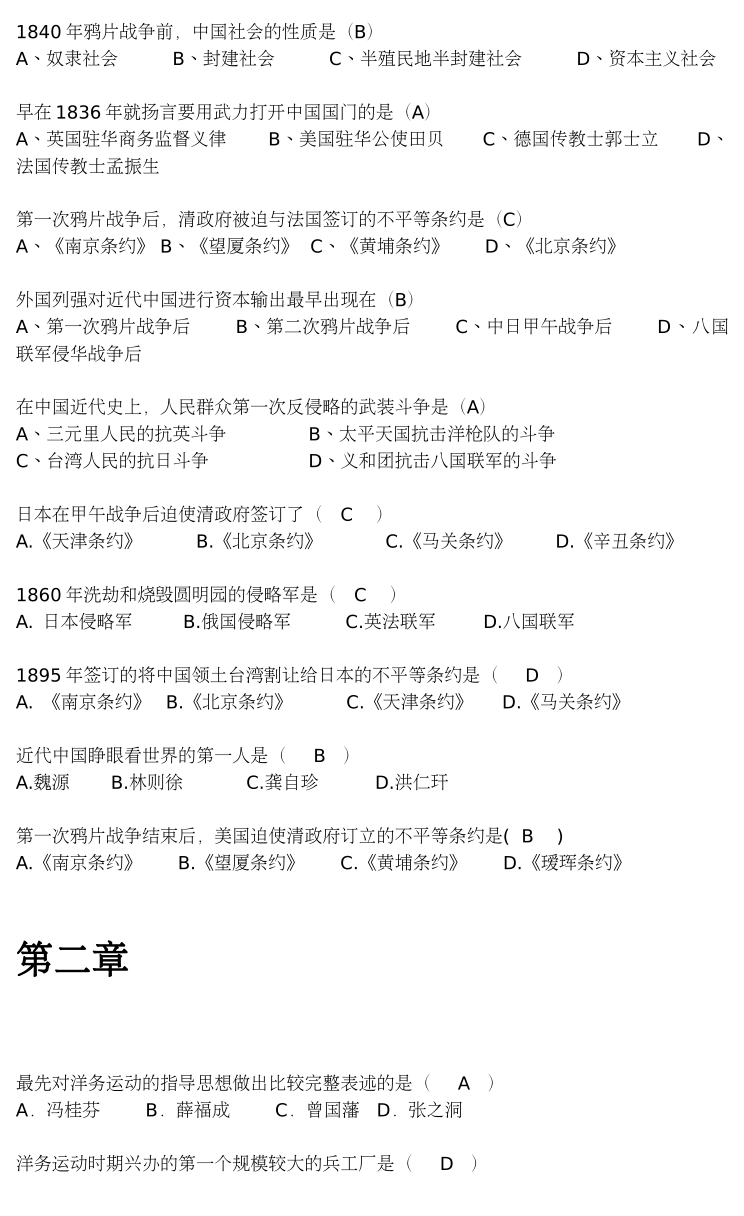 1840 年鸦片战争前，中国社会的性质是（B）
A、奴隶社会 B、封建社会 C、半殖民地半封建社会 D、资本主义社会
早在 1836 年就扬言要用武力打开中国国门的是（A）
A、英国驻华商务监督义律 B、美国驻华公使田贝 C、德国传教士郭士立 D、
法国传教士孟振生
第一次鸦片战争后，清政府被迫与法国签订的不平等条约是（C）
A、《南京条约》 B、《望厦条约》 C、《黄埔条约》 D、《北京条约》
外国列强对近代中国进行资本输出最早出现在（B）
A、第一次鸦片战争后 B、第二次鸦片战争后 C、中日甲午战争后 D、八国
联军侵华战争后
在中国近代史上，人民群众第一次反侵略的武装斗争是（A）
A、三元里人民的抗英斗争 B、太平天国抗击洋枪队的斗争
C、台湾人民的抗日斗争 D、义和团抗击八国联军的斗争
日本在甲午战争后迫使清政府签订了（ C ）
A.《天津条约》 B.《北京条约》 C.《马关条约》 D.《辛丑条约》
1860 年洗劫和烧毁圆明园的侵略军是（ C ）
A. 日本侵略军 B.俄国侵略军 C.英法联军 D.八国联军
1895 年签订的将中国领土台湾割让给日本的不平等条约是（ D ）
A. 《南京条约》 B.《北京条约》 C.《天津条约》 D.《马关条约》
近代中国睁眼看世界的第一人是（ B ）
A.魏源 B.林则徐 C.龚自珍 D.洪仁玕
第一次鸦片战争结束后，美国迫使清政府订立的不平等条约是( B )
A.《南京条约》 B.《望厦条约》 C.《黄埔条约》 D.《瑷珲条约》
第二章
最先对洋务运动的指导思想做出比较完整表述的是（ A ）
A．冯桂芬 B．薛福成 C．曾国藩 D．张之洞
洋务运动时期兴办的第一个规模较大的兵工厂是（ D ）